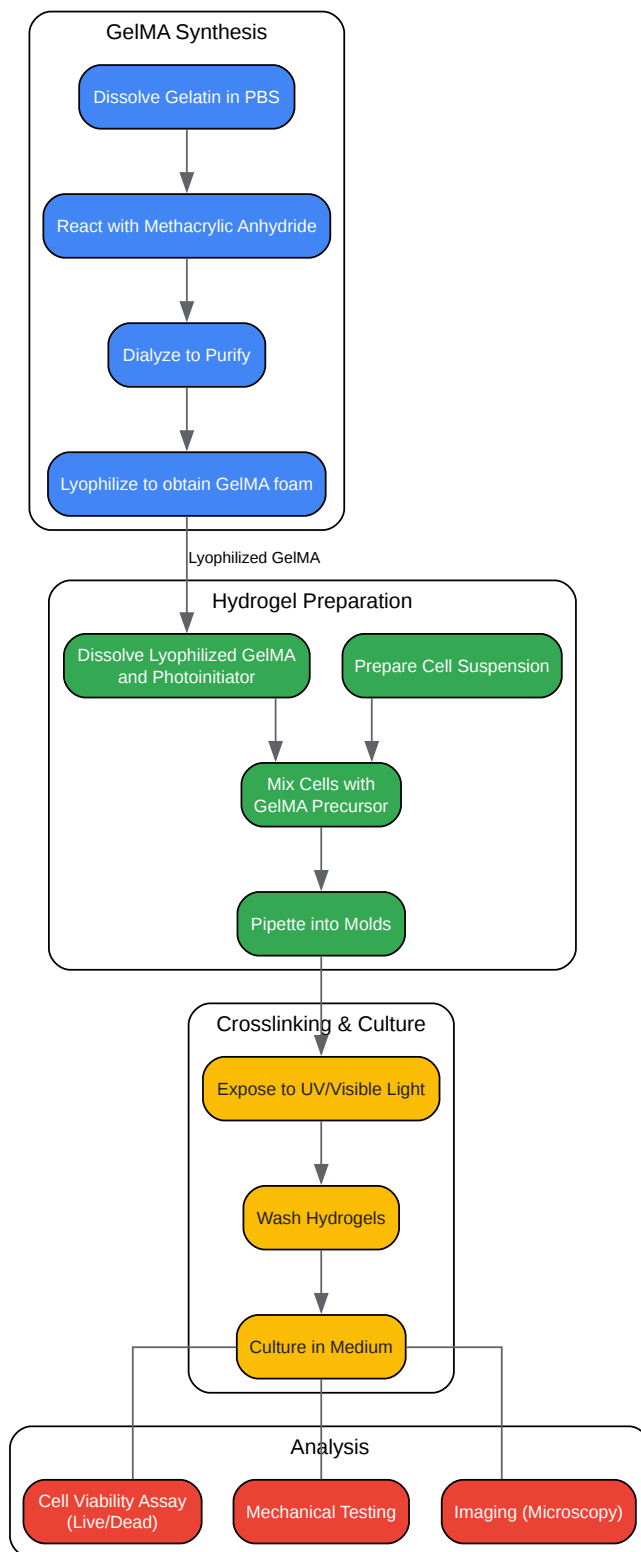 GelMA Synthesis
Dissolve Gelatin in PBS
React with Methacrylic Anhydride
Dialyze to Purify
Lyophilize to obtain GelMA foam
Lyophilized GelMA
Hydrogel Preparation
Dissolve Lyophilized GelMA
and Photoinitiator
Prepare Cell Suspension
Mix Cells with
GelMA Precursor
Pipette into Molds
Crosslinking & Culture
Expose to UV/Visible Light
Wash Hydrogels
Culture in Medium
Analysis
Cell Viability Assay
(Live/Dead)
Mechanical Testing
Imaging (Microscopy)